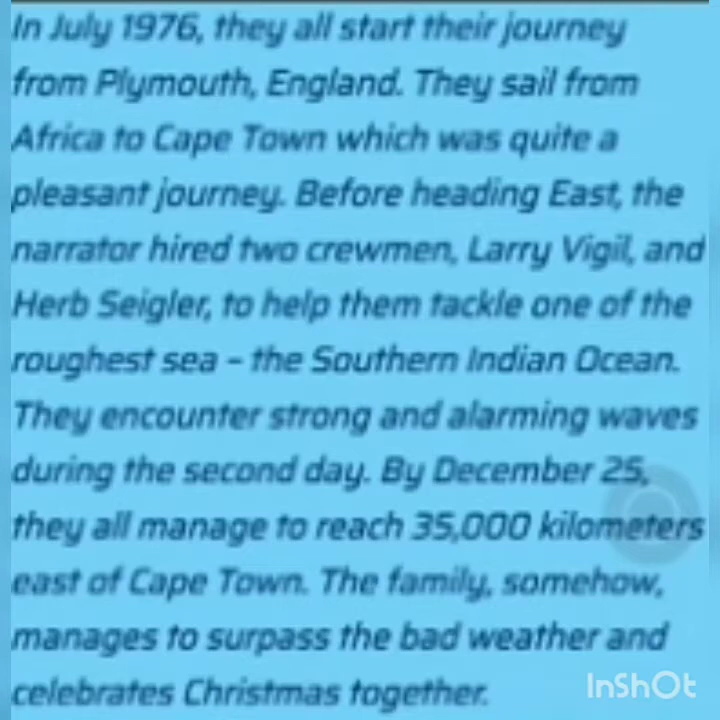 In July 1976, they all start their journey
from Plymouth, England. They sail from
Africa to Cape Town which was quite a
pleasant journey. Before heading East, the
narrator hired two crewmen, Larry Vigil, and
Herb Seigler, to help them tackle one of the
roughest sea – the Southern Indian Ocean.
They encounter strong and alarming waves
during the second day. By December 25,
they all manage to reach 35,000 kilometers
east of Cape Town. The family, somehow,
manages to surpass the bad weather and
celebrates Christmas together.
InShOt